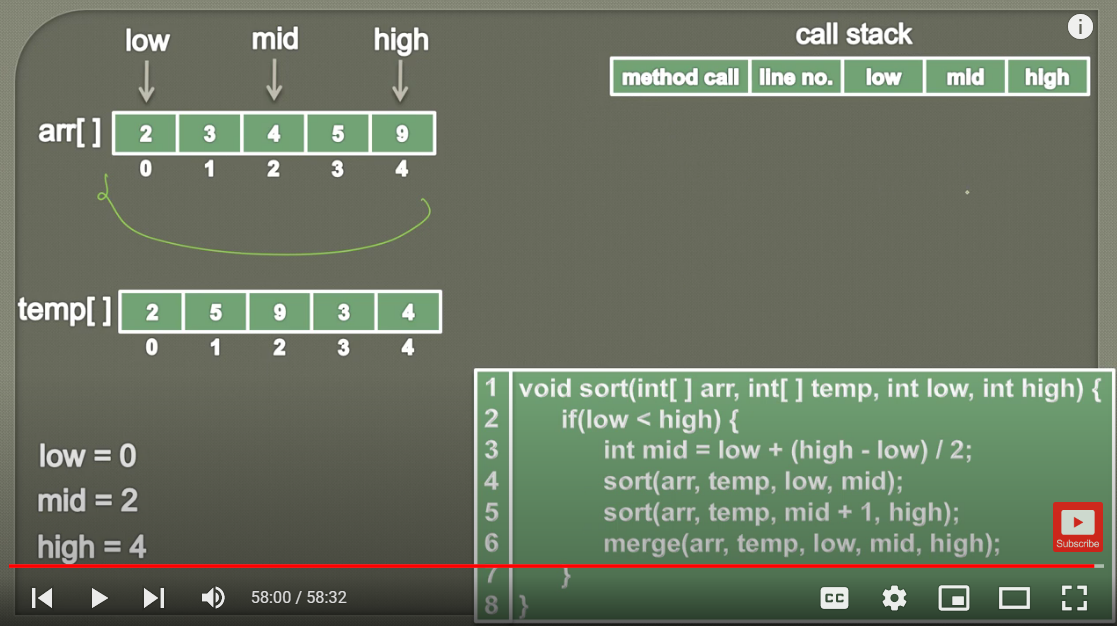 low mid high
call stack
method call line no. low mid high
arr[ ] 2 3 4 5 9
0 1 2 3 4
temp[ ] 2 5 9 3 4
0 1 2 3 4
low = 0
mid = 2
high = 4
1 void sort(int[ ] arr, int[ ] temp, int low, int high) {
2 if(low < high) {
3 int mid = low + (high - low) / 2;
4 sort(arr, temp, low, mid);
5 sort(arr, temp, mid + 1, high);
6 merge(arr, temp, low, mid, high);
7 }
8 }
Subscribe
58:00 / 58:32
CC
i